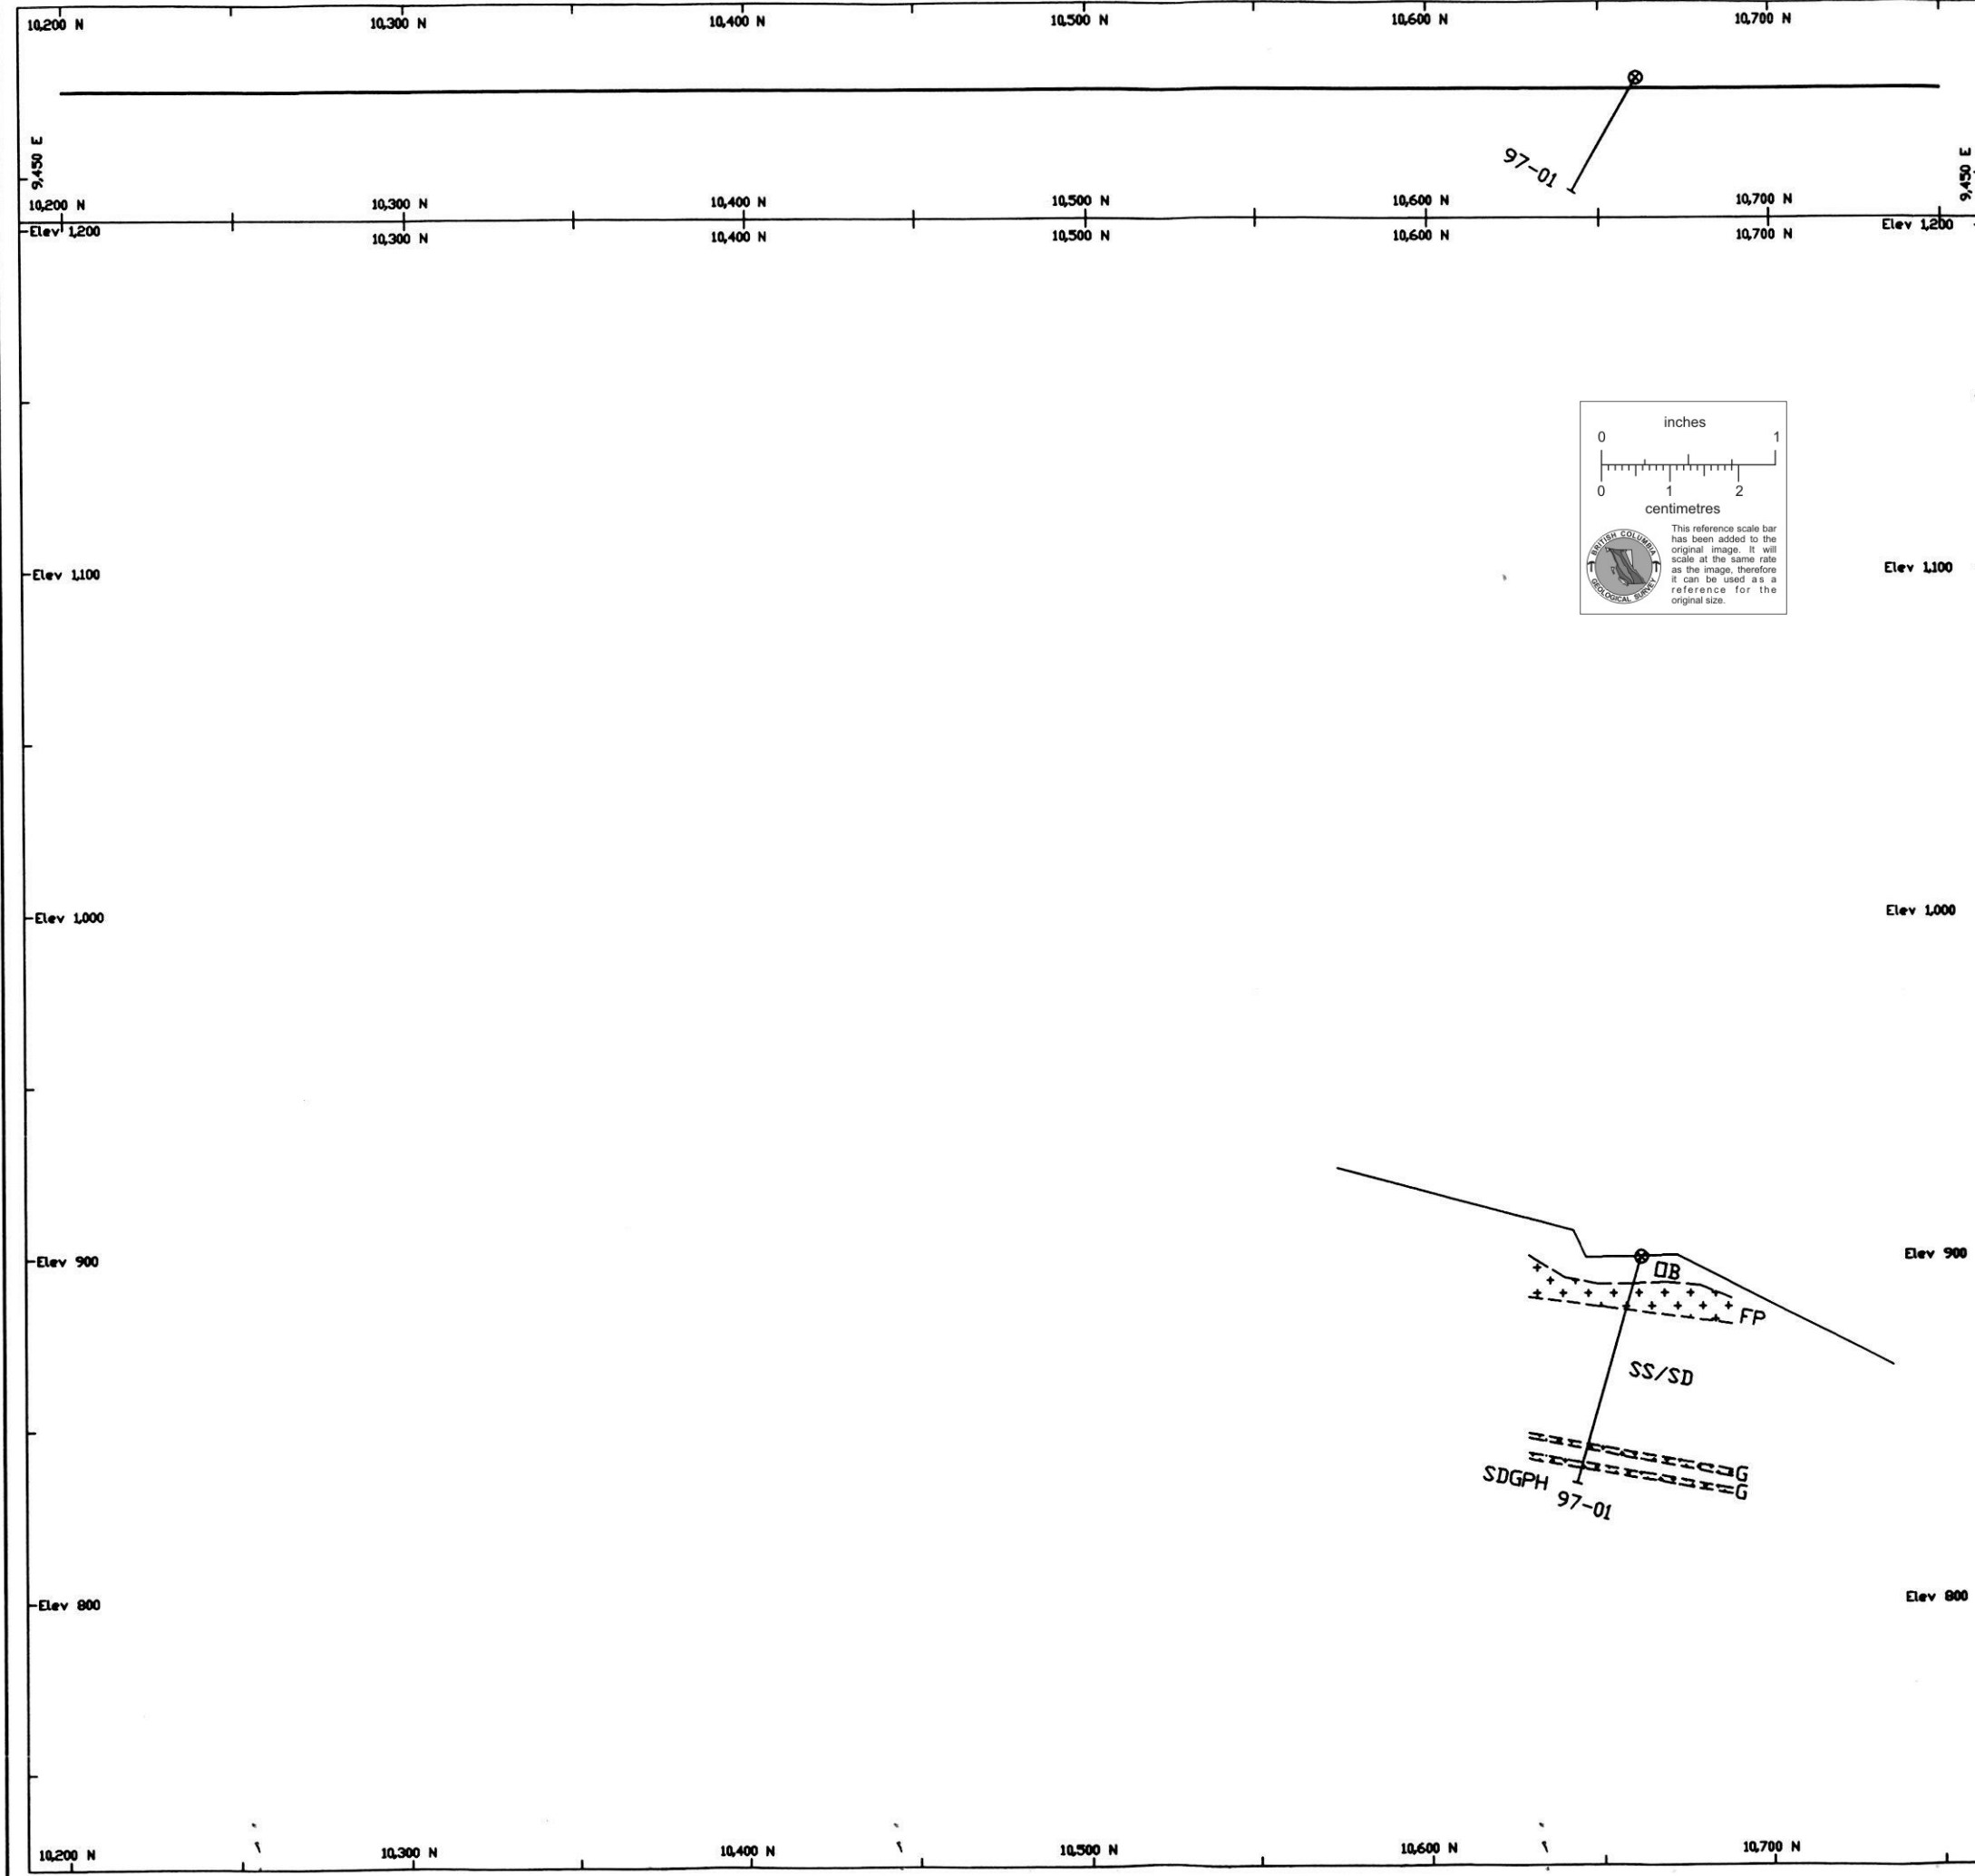 10,200 N 10,300 N 10,400 N 10,500 N 10,600 N 10,700 N
9,450 E
97-01
9,450 E
10,200 N 10,300 N 10,400 N 10,500 N 10,600 N 10,700 N
Elev 1,200 10,300 N 10,400 N 10,500 N 10,600 N 10,700 N Elev 1,200
inches
0 1
0 1 2
centimetres
BRITISH COLUMBIA
GEOLOGICAL SURVEY
This reference scale bar
has been added to the
original image. It will
scale at the same rate
as the image, therefore
it can be used as a
reference for the
original size.
Elev 1,100 Elev 1,100
Elev 1,000 Elev 1,000
Elev 900 Elev 900
OB
FP
SS/SD
G
SDGPH G
97-01
Elev 800 Elev 800
10,200 N 10,300 N 10,400 N 10,500 N 10,600 N 10,700 N